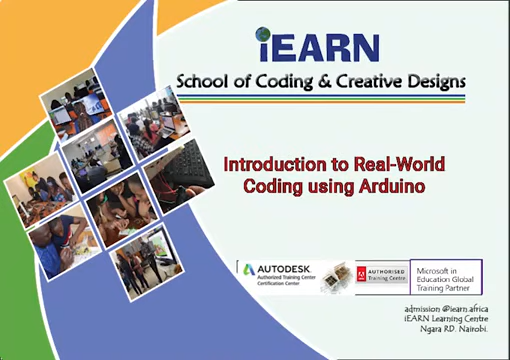 iEARN
School of Coding & Creative Designs
Introduction to Real-World
Coding using Arduino
AUTODESK
Authorized Training Center
Certification Center
AUTHORISED
Training Centre
Microsoft in
Education Global
Training Partner
admission @iearn.africa
iEARN Learning Centre
Ngara RD. Nairobi.